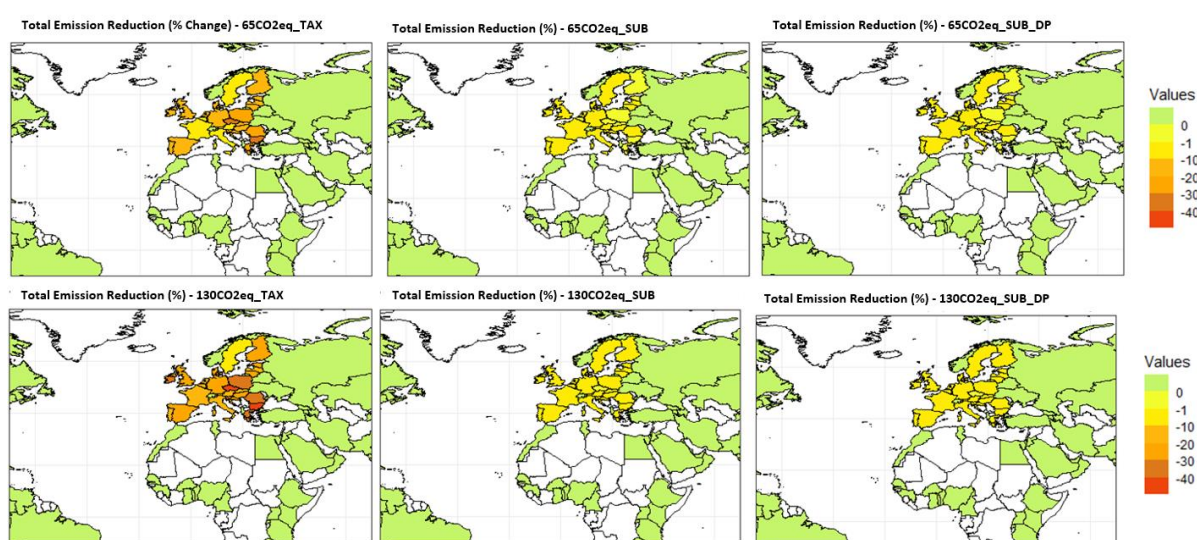 Total Emission Reduction (% Change) - 65CO2eq_TAX
Total Emission Reduction (%) - 65CO2eq_SUB
Total Emission Reduction (%) - 65CO2eq_SUB_DP
Values
0
-1
-10
-20
-30
-40
Total Emission Reduction (%) - 130CO2eq_TAX
Total Emission Reduction (%) - 130CO2eq_SUB
Total Emission Reduction (%) - 130CO2eq_SUB_DP
Values
0
-1
-10
-20
-30
-40